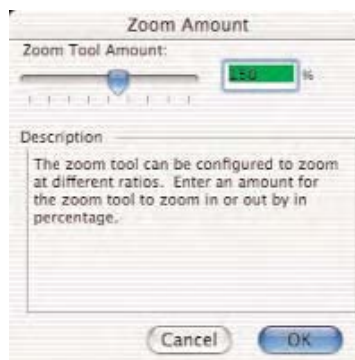 Zoom Amount
Zoom Tool Amount:
150 %
Description
The zoom tool can be configured to zoom
at different ratios. Enter an amount for
the zoom tool to zoom in or out by in
percentage.
Cancel OK